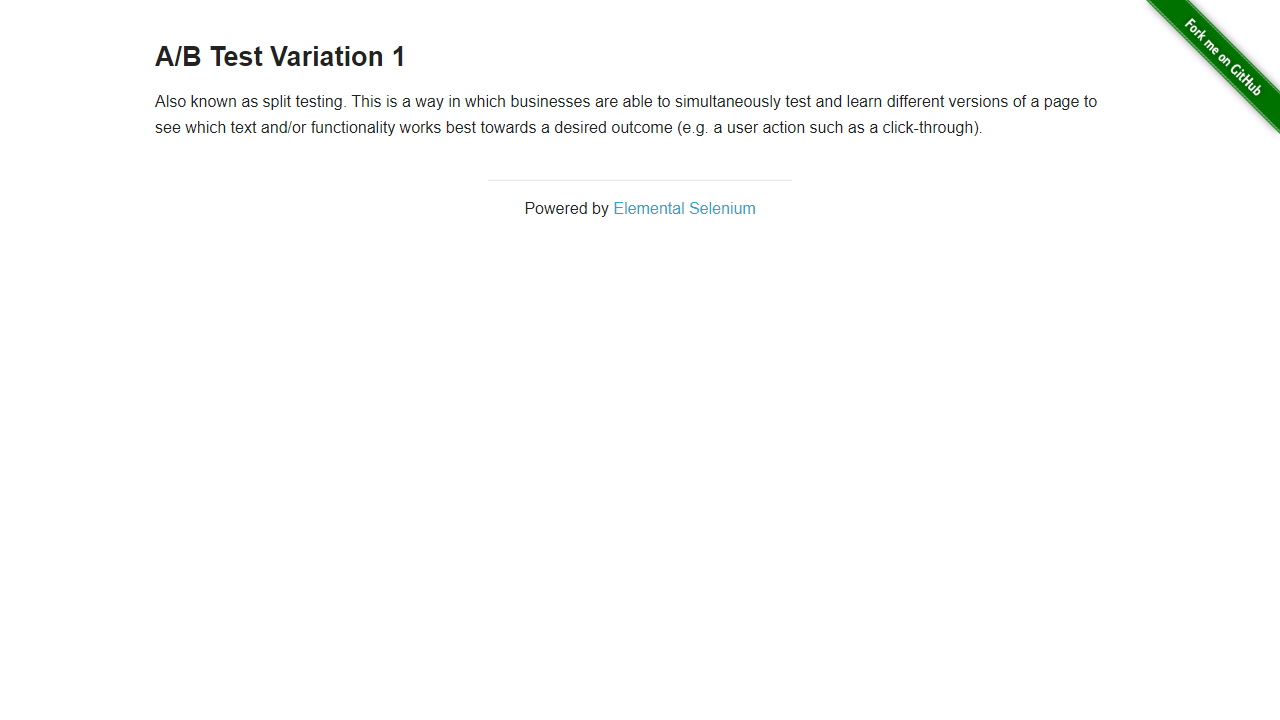 A/B Test Variation 1
Also known as split testing. This is a way in which businesses are able to simultaneously test and learn different versions of a page to
see which text and/or functionality works best towards a desired outcome (e.g. a user action such as a click-through).
Powered by Elemental Selenium
Fork me on GitHub